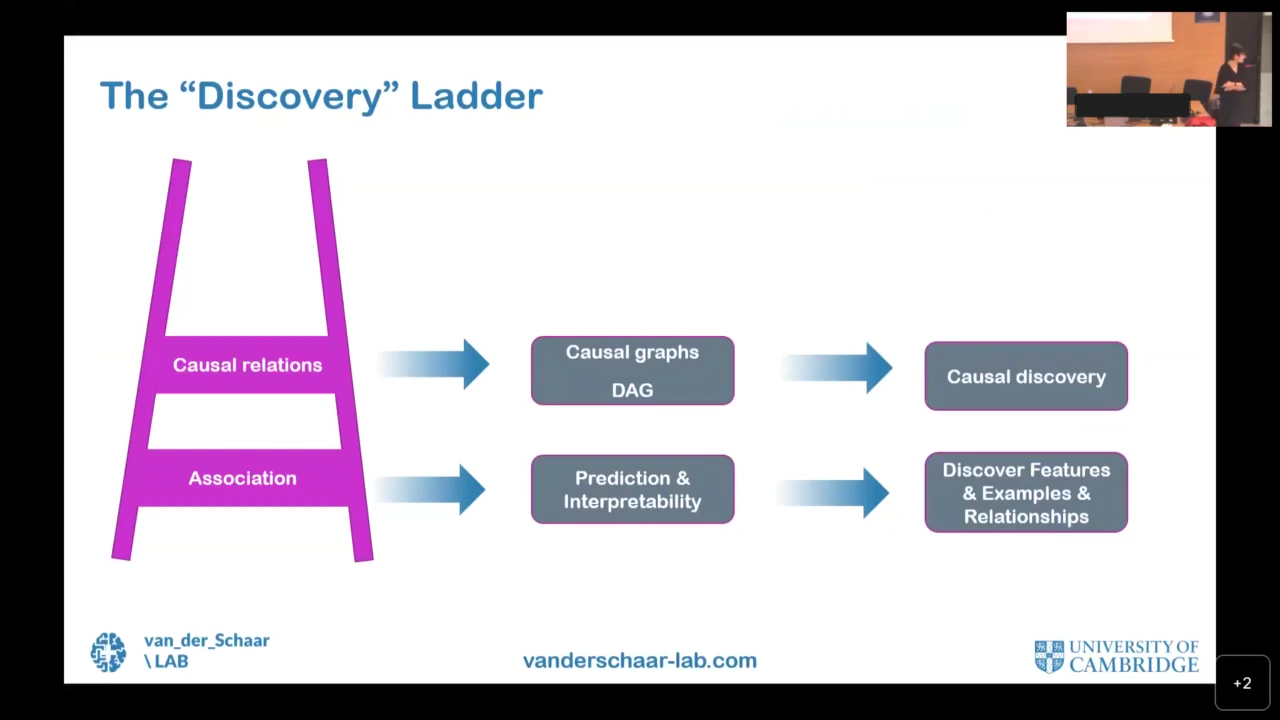 The “Discovery” Ladder
Causal relations
Causal graphs
DAG
Causal discovery
Association
Prediction &
Interpretability
Discover Features
& Examples &
Relationships
van_der_Schaar
\ LAB
vanderschaar-lab.com
UNIVERSITY OF
CAMBRIDGE
+2